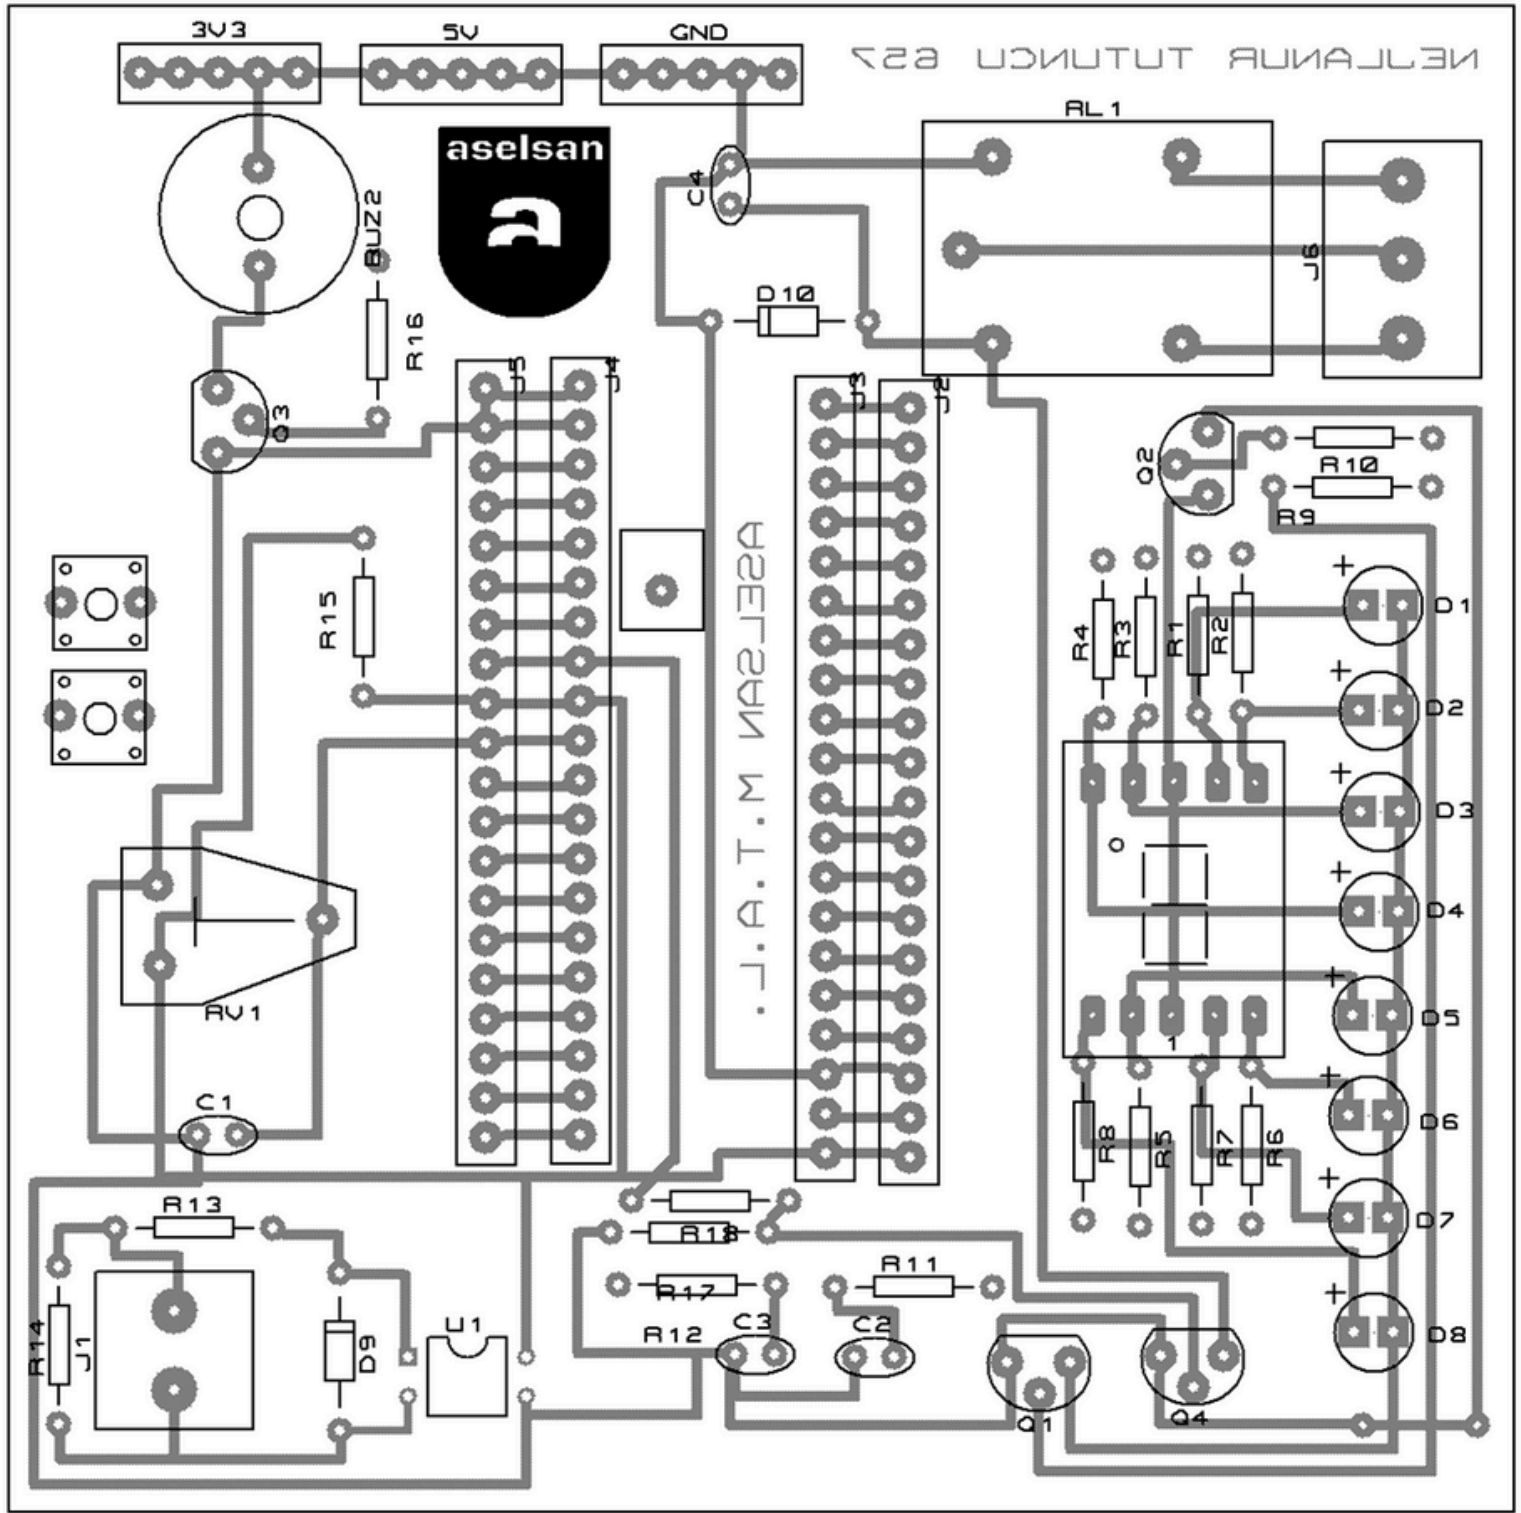 3V3 5V GND NEJLANUR TUTUNCU 657
RL1
aselsan
a
C4
BUZ2
J6
D10
R16
J5 J4 J3 J2
Q3
Q2
R10
R9
ASELSAN M.T.A.L.
R15
R4 R3 R1 R2
+ D1
+ D2
+ D3
+ D4
+ D5
RV1
1
C1
+ D6
R8 R5 R7 R6
R13
R18
+ D7
R11
R17
R14 J1 D9 U1 R12 C3 C2
+ D8
Q1 Q4